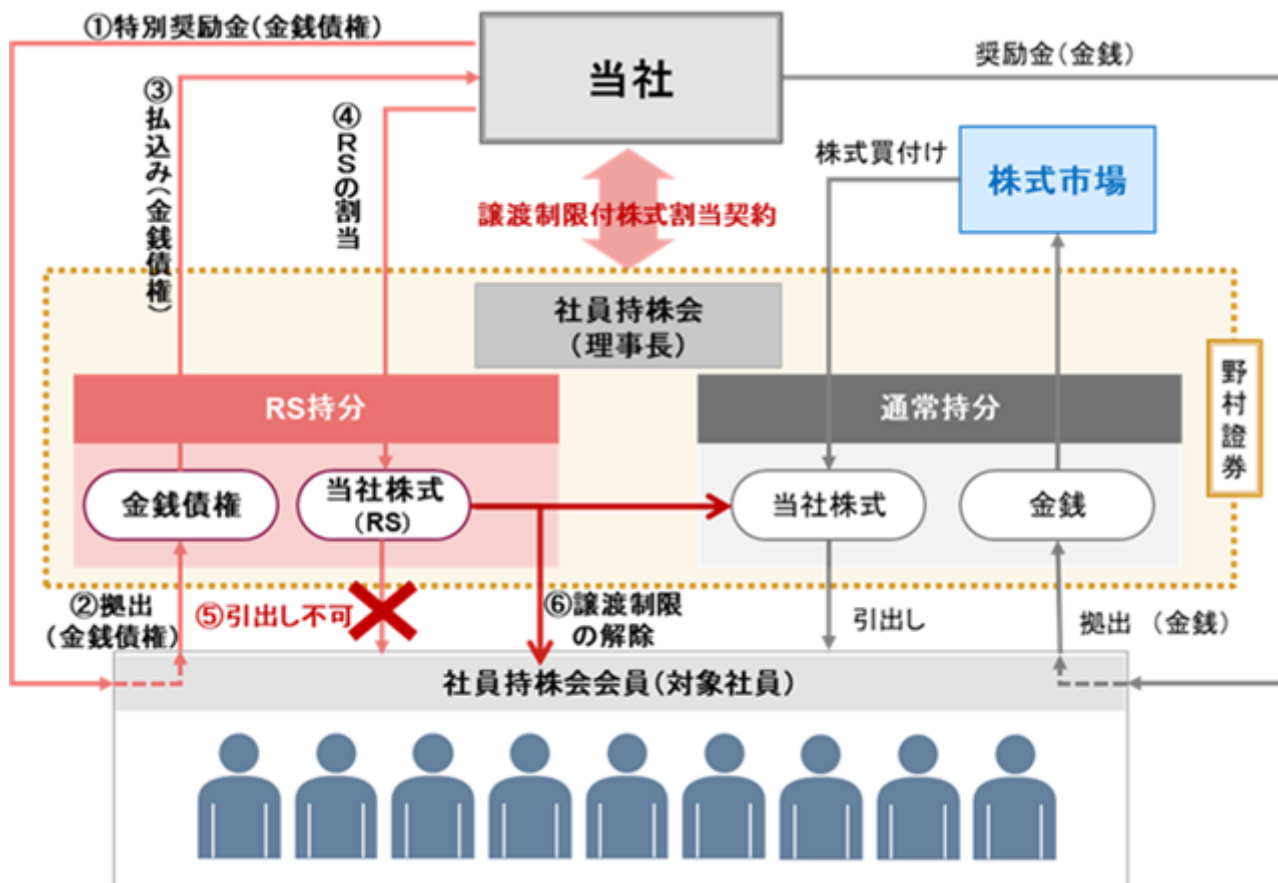 ①特別奨励金(金銭債権)
当社
奨励金(金銭)
③払込み(金銭債権)
④RSの割当
株式買付け
株式市場
譲渡制限付株式割当契約
社員持株会
(理事長)
野村證券
RS持分
通常持分
金銭債権
当社株式
(RS)
当社株式
金銭
②拠出
(金銭債権)
⑤引出し不可
⑥譲渡制限
の解除
引出し
拠出 (金銭)
社員持株会会員(対象社員)